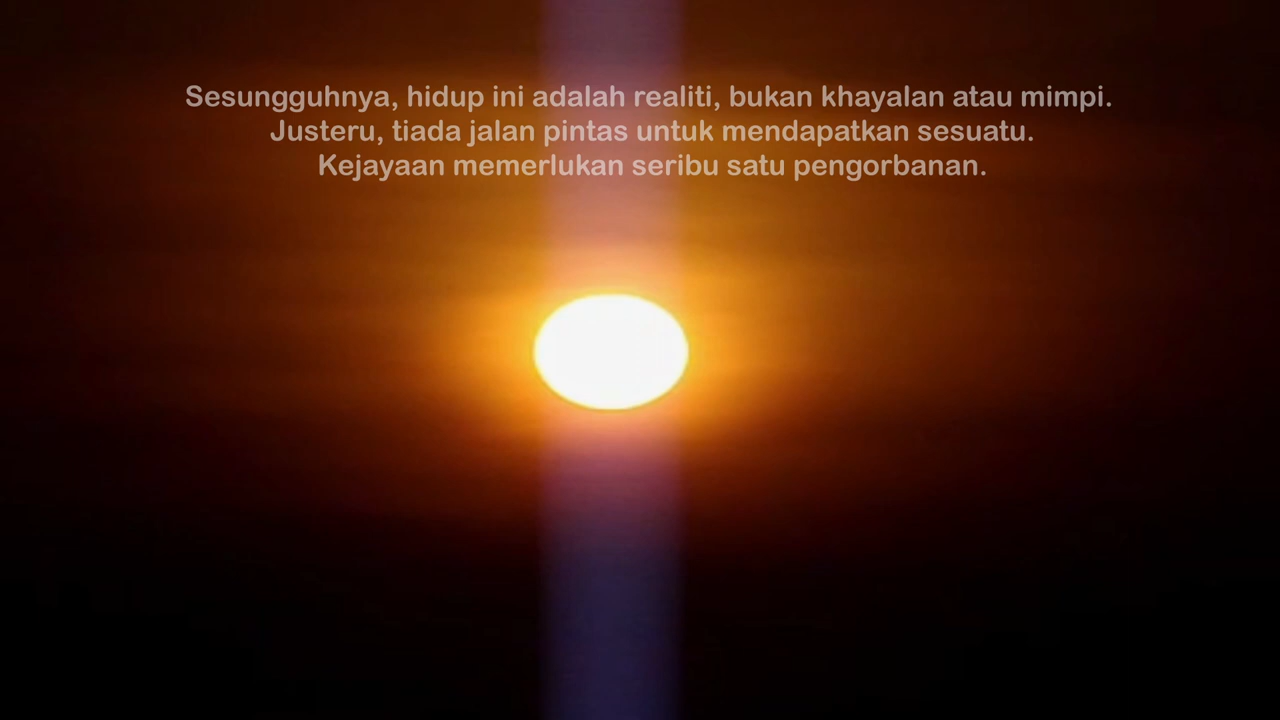 Sesungguhnya, hidup ini adalah realiti, bukan khayalan atau mimpi.
Justeru, tiada jalan pintas untuk mendapatkan sesuatu.
Kejayaan memerlukan seribu satu pengorbanan.